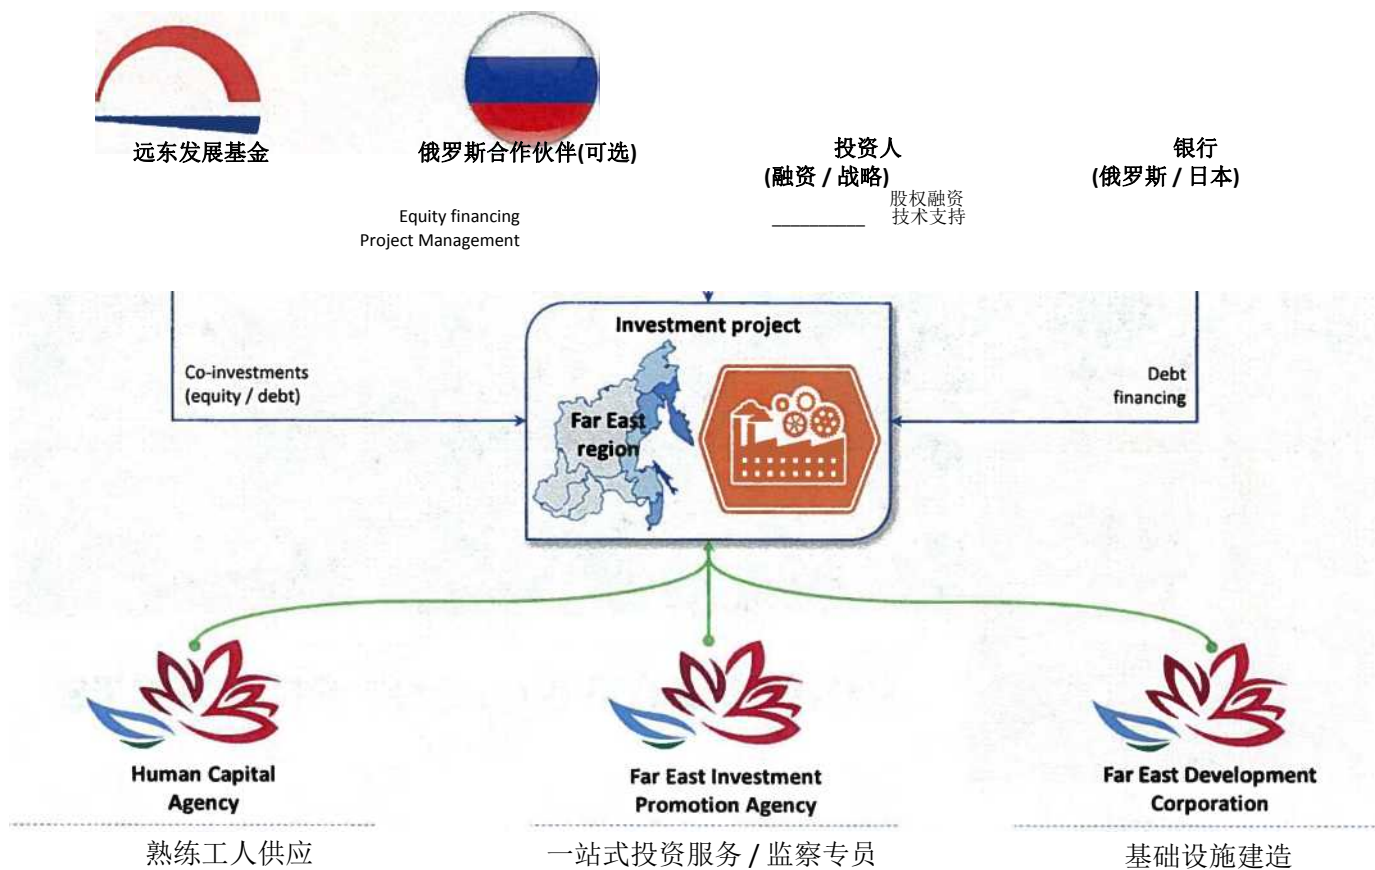 远东发展基金
俄罗斯合作伙伴(可选)
投资人
(融资 / 战略)
银行
(俄罗斯 / 日本)
Equity financing
Project Management
股权融资
技术支持
Investment project
Co-investments
(equity / debt)
Far East
region
Debt
financing
Human Capital
Agency
Far East Investment
Promotion Agency
Far East Development
Corporation
熟练工人供应
一站式投资服务 / 监察专员
基础设施建造